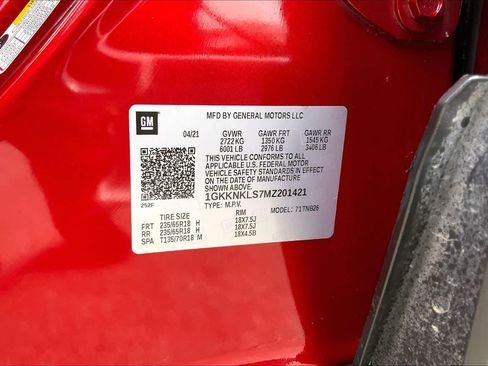 MFD BY GENERAL MOTORS LLC
GM
04/21 GVWR GAWR FRT GAWR RR
2722 KG 1350 KG 1545 KG
6001 LB 2976 LB 3406 LB
THIS VEHICLE CONFORMS TO ALL
APPLICABLE U.S. FEDERAL MOTOR
VEHICLE SAFETY STANDARDS IN EFFECT
ON THE DATE OF MANUFACTURE
SHOWN ABOVE.
1GKKNKLS7MZ201421
TYPE: M.P.V. MODEL: 71TNB26
252F
TIRE SIZE RIM
FRT 235/65R18 H 18X7.5J
RR 235/65R18 H 18X7.5J
SPA T135/70R18 M 18X4.5B